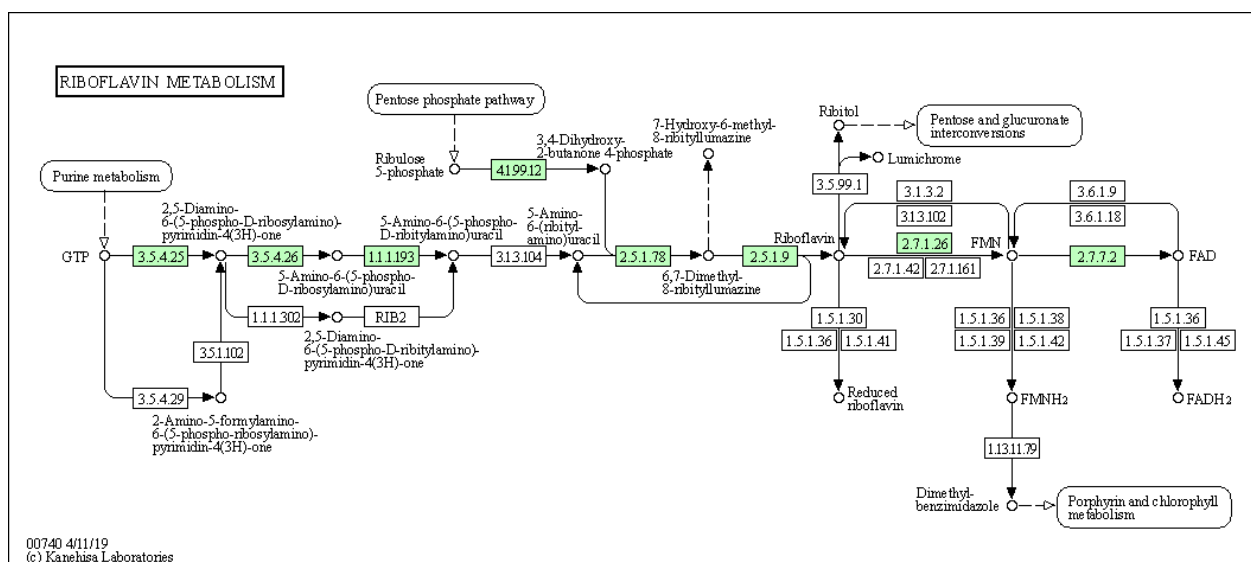 RIBOFLAVIN METABOLISM
Pentose phosphate pathway
Ribulose
5-phosphate
4.1.99.12
3,4-Dihydroxy-
2-butanone 4-phosphate
7-Hydroxy-6-methyl-
8-ribityllumazine
Ribitol
Pentose and glucuronate
interconversions
Lumichrome
3.5.99.1
Purine metabolism
2,5-Diamino-
6-(5-phospho-D-ribosylamino)-
pyrimidin-4(3H)-one
5-Amino-6-(5-phospho-
D-ribitylamino)uracil
5-Amino-
6-(ribityl-
amino)uracil
3.1.3.2
3.1.3.102
3.6.1.9
3.6.1.18
GTP
3.5.4.25
3.5.4.26
1.1.1.193
3.1.3.104
2.5.1.78
2.5.1.9
Riboflavin
2.7.1.26
FMN
2.7.7.2
FAD
2.7.1.42
2.7.1.161
5-Amino-6-(5-phospho-
D-ribosylamino)uracil
6,7-Dimethyl-
8-ribityllumazine
1.1.1.302
RIB2
2,5-Diamino-
6-(5-phospho-D-ribitylamino)-
pyrimidin-4(3H)-one
3.5.1.102
1.5.1.30
1.5.1.36
1.5.1.41
1.5.1.36
1.5.1.38
1.5.1.39
1.5.1.42
1.5.1.36
1.5.1.37
1.5.1.45
3.5.4.29
2-Amino-5-formylamino-
6-(5-phospho-ribosylamino)-
pyrimidin-4(3H)-one
Reduced
riboflavin
FMNH2
FADH2
1.13.11.79
Dimethyl-
benzimidazole
Porphyrin and chlorophyll
metabolism
00740 4/11/19
(c) Kanehisa Laboratories